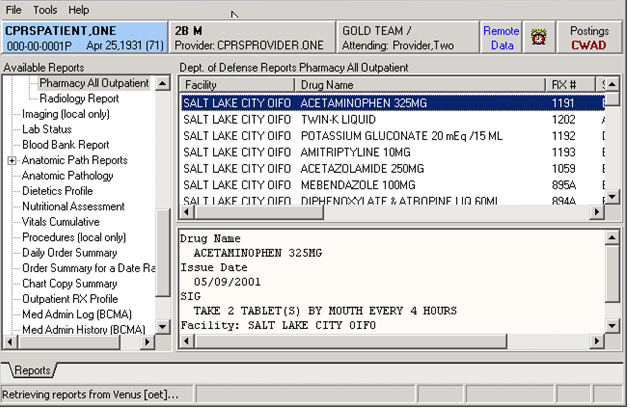 File Tools Help
CPRSPATIENT,ONE
000-00-0001P Apr 25,1931 (71)
2B M
Provider: CPRSPROVIDER.ONE
GOLD TEAM /
Attending: Provider,Two
Remote
Data
Postings
CWAD
Available Reports
Pharmacy All Outpatient
Radiology Report
Imaging (local only)
Lab Status
Blood Bank Report
Anatomic Path Reports
Anatomic Pathology
Dietetics Profile
Nutritional Assessment
Vitals Cumulative
Procedures (local only)
Daily Order Summary
Order Summary for a Date Ra
Chart Copy Summary
Outpatient RX Profile
Med Admin Log (BCMA)
Med Admin History (BCMA)
Dept. of Defense Reports Pharmacy All Outpatient
Facility Drug Name RX #
SALT LAKE CITY OIFO ACETAMINOPHEN 325MG 1191
SALT LAKE CITY OIFO TWIN-K LIQUID 1202
SALT LAKE CITY OIFO POTASSIUM GLUCONATE 20 mEq /15 ML 1192
SALT LAKE CITY OIFO AMITRIPTYLINE 10MG 1193
SALT LAKE CITY OIFO ACETAZOLAMIDE 250MG 1059
SALT LAKE CITY OIFO MEBENDAZOLE 100MG 895A
SALT LAKE CITY OIFO DIPHENOXYLATE & ATROPINE LIQ 60ML 894A
Drug Name
ACETAMINOPHEN 325MG
Issue Date
05/09/2001
SIG
TAKE 2 TABLET(S) BY MOUTH EVERY 4 HOURS
Facility: SALT LAKE CITY OIFO
Reports
Retrieving reports from Venus [oet]...